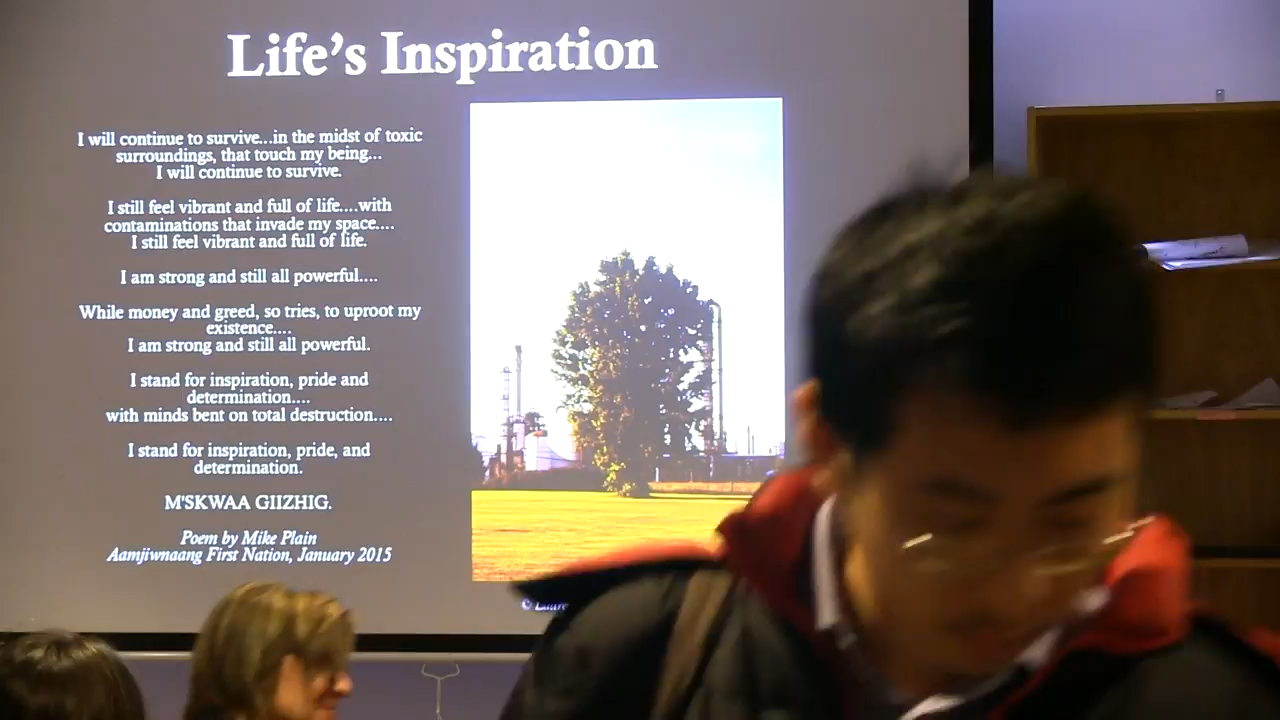 Life's Inspiration
I will continue to survive...in the midst of toxic
surroundings, that touch my being...
I will continue to survive.
I still feel vibrant and full of life....with
contaminations that invade my space....
I still feel vibrant and full of life.
I am strong and still all powerful....
While money and greed, so tries, to uproot my
existence....
I am strong and still all powerful.
I stand for inspiration, pride and
determination....
with minds bent on total destruction....
I stand for inspiration, pride, and
determination.
M'SKWAA GIIZHIG.
Poem by Mike Plain
Aamjiwnaang First Nation, January 2015
©